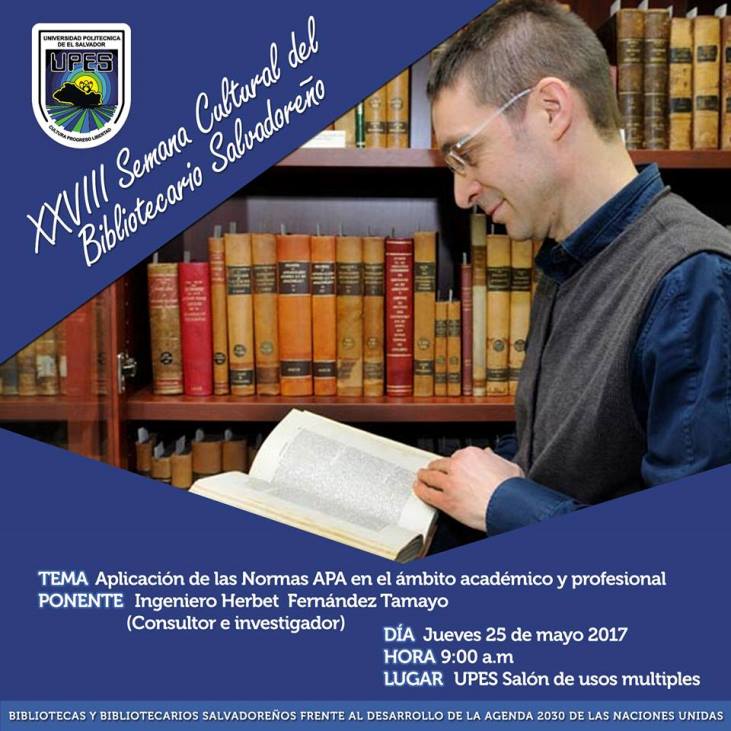 UNIVERSIDAD POLITECNICA
DE EL SALVADOR
UPES
CULTURA PROGRESO LIBERTAD
XXVIII Semana Cultural del
Bibliotecario Salvadoreño
TEMA Aplicación de las Normas APA en el ámbito académico y profesional
PONENTE Ingeniero Herbet Fernández Tamayo
(Consultor e investigador)
DÍA Jueves 25 de mayo 2017
HORA 9:00 a.m
LUGAR UPES Salón de usos multiples
BIBLIOTECAS Y BIBLIOTECARIOS SALVADOREÑOS FRENTE AL DESARROLLO DE LA AGENDA 2030 DE LAS NACIONES UNIDAS